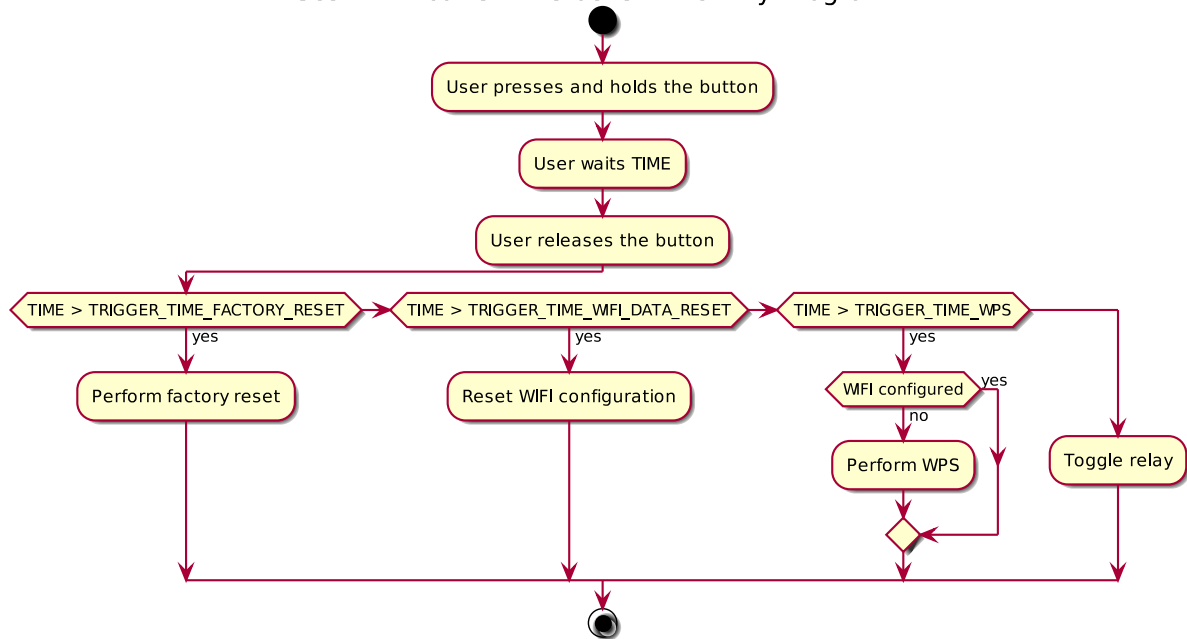 User presses and holds the button
User waits TIME
User releases the button
TIME > TRIGGER_TIME_FACTORY_RESET
TIME > TRIGGER_TIME_WIFI_DATA_RESET
TIME > TRIGGER_TIME_WPS
yes
yes
yes
Perform factory reset
Reset WIFI configuration
WIFI configured
yes
no
Perform WPS
Toggle relay